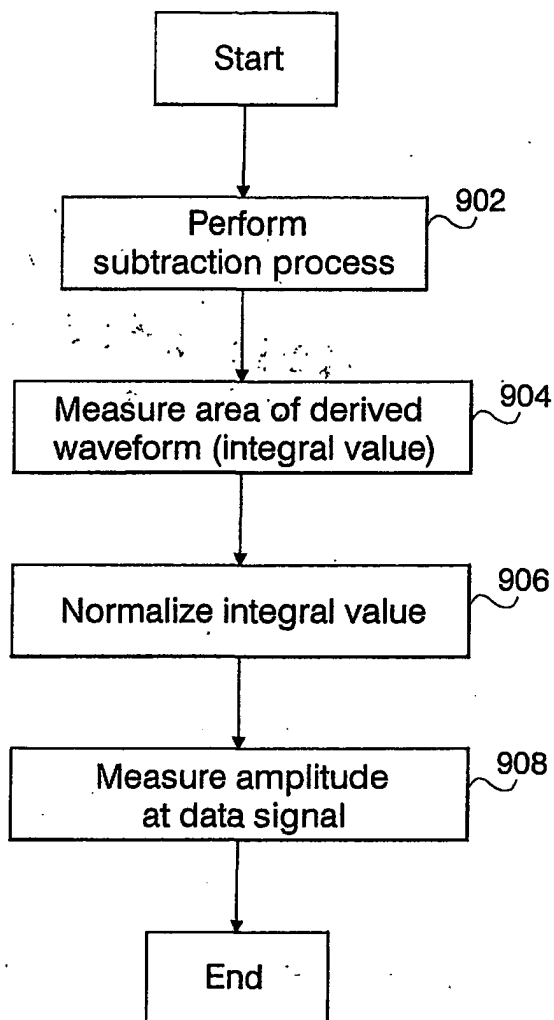 Start
902
Perform
subtraction process
904
Measure area of derived
waveform (integral value)
906
Normalize integral value
908
Measure amplitude
at data signal
End